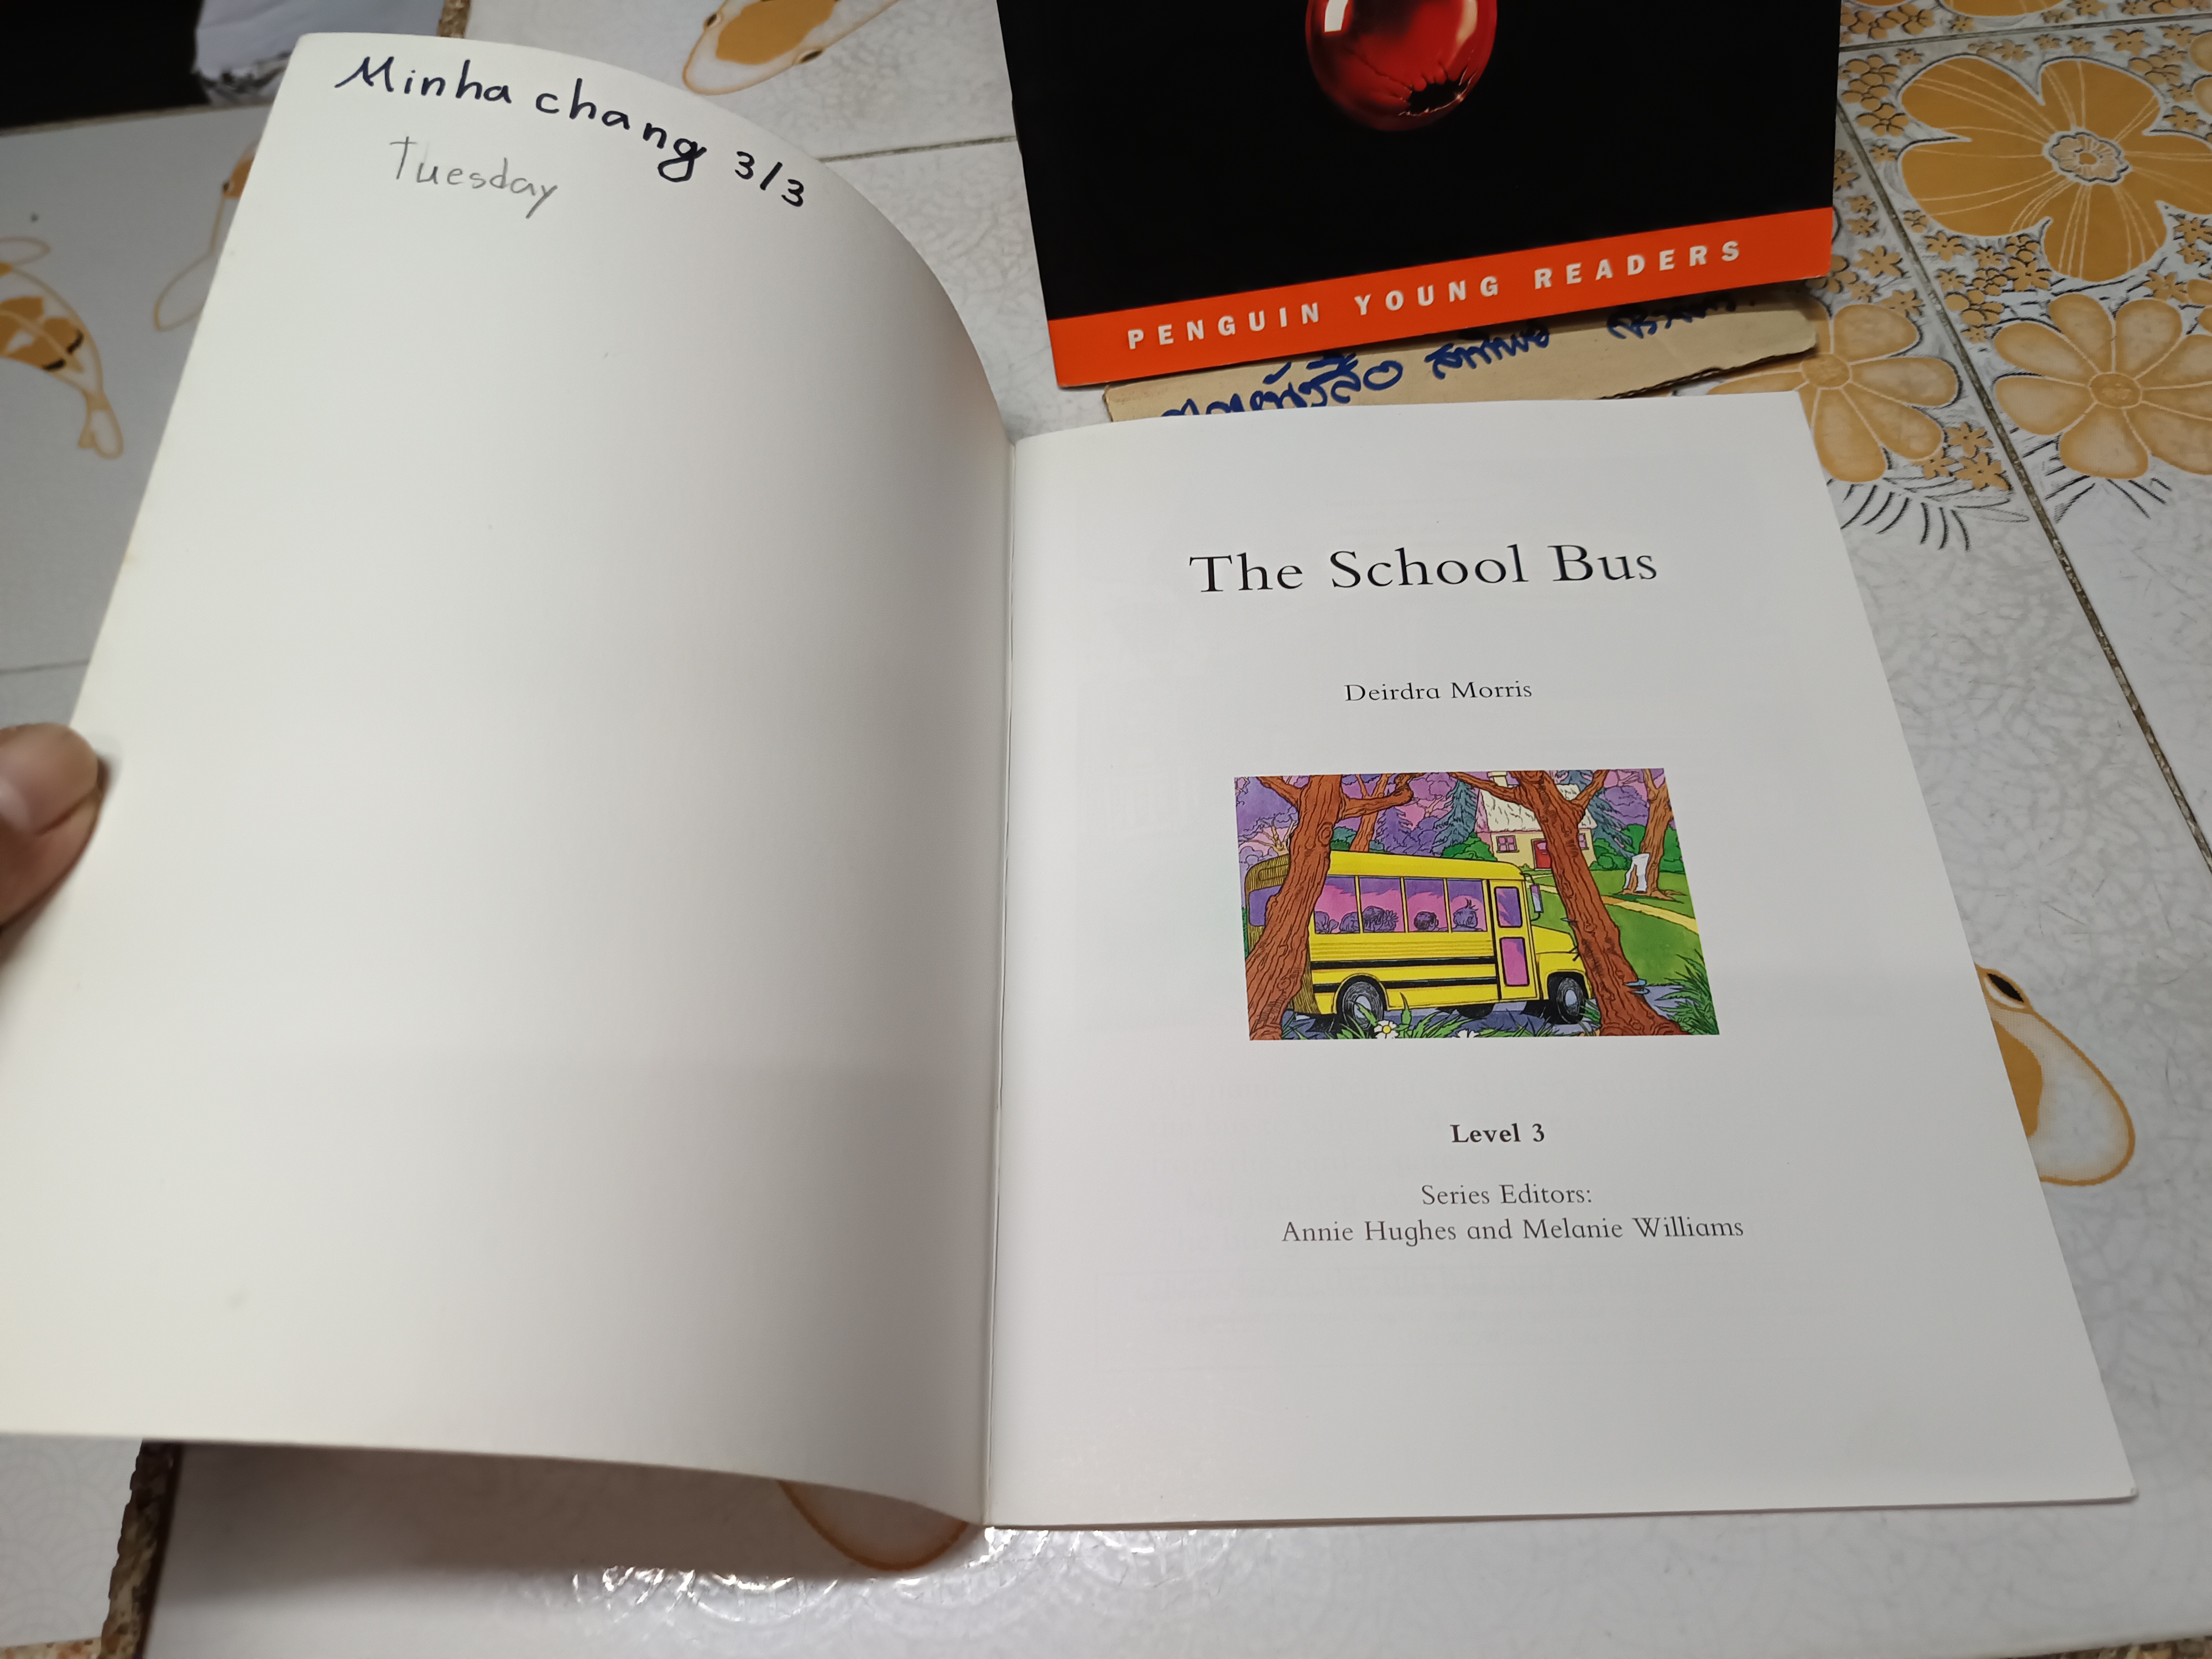 Minha chang 3/3
Tuesday
PENGUIN YOUNG READERS
The School Bus
Deirdra Morris
Level 3
Series Editors:
Annie Hughes and Melanie Williams